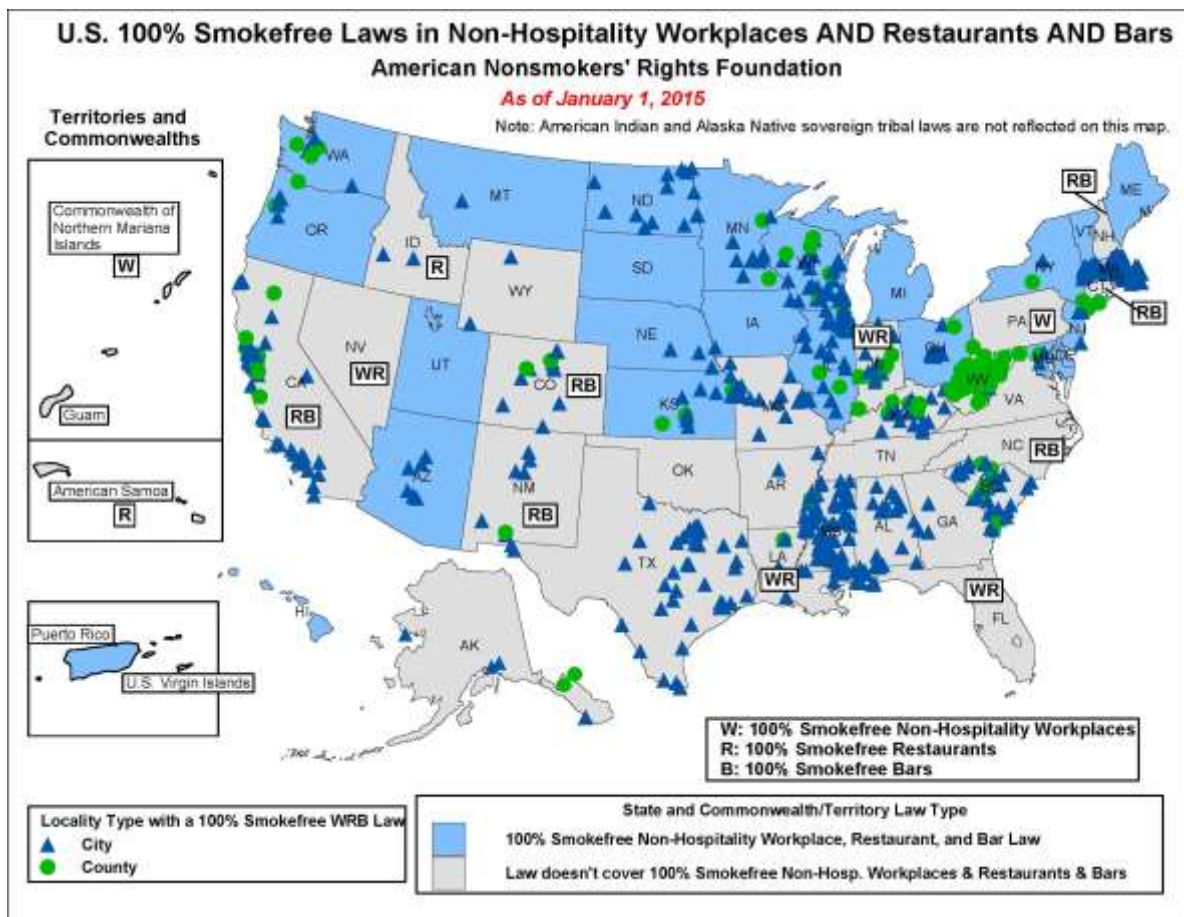 U.S. 100% Smokefree Laws in Non-Hospitality Workplaces AND Restaurants AND Bars
American Nonsmokers' Rights Foundation
As of January 1, 2015
Note: American Indian and Alaska Native sovereign tribal laws are not reflected on this map.
Territories and
Commonwealths
Commonwealth of
Northern Mariana
Islands
W
Guam
American Samoa
R
Puerto Rico
U.S. Virgin Islands
WA
OR
MT
ID
R
ND
MN
SD
WY
NE
IA
NV
WR
UT
CA
RB
CO
RB
KS
AZ
NM
RB
OK
TX
AR
LA
WR
AL
GA
TN
NC
RB
VA
WV
PA
W
WR
MI
NY
VT
NH
RB
ME
CT
RB
NJ
WR
FL
HI
AK
W: 100% Smokefree Non-Hospitality Workplaces
R: 100% Smokefree Restaurants
B: 100% Smokefree Bars
Locality Type with a 100% Smokefree WRB Law
City
County
State and Commonwealth/Territory Law Type
100% Smokefree Non-Hospitality Workplace, Restaurant, and Bar Law
Law doesn't cover 100% Smokefree Non-Hosp. Workplaces & Restaurants & Bars